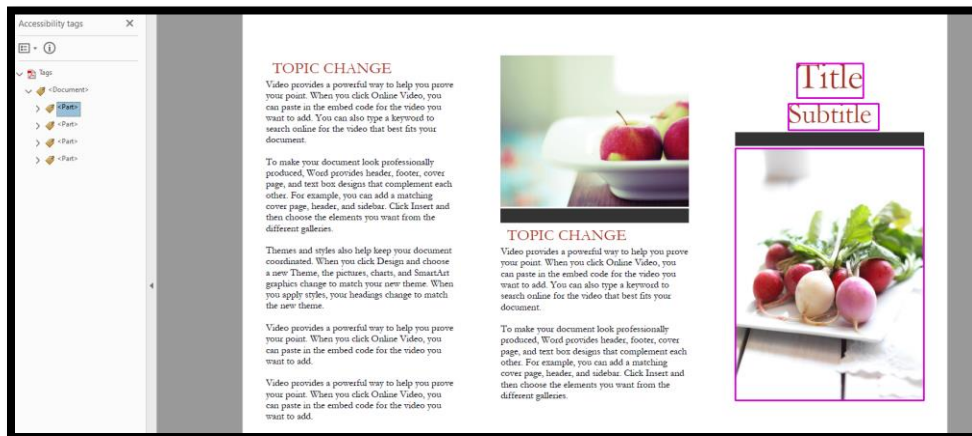 Accessibility tags
Tags
<Document>
<Part>
<Part>
<Part>
<Part>
TOPIC CHANGE
Video provides a powerful way to help you prove
your point. When you click Online Video, you
can paste in the embed code for the video you
want to add. You can also type a keyword to
search online for the video that best fits your
document.
To make your document look professionally
produced, Word provides header, footer, cover
page, and text box designs that complement each
other. For example, you can add a matching
cover page, header, and sidebar. Click Insert and
then choose the elements you want from the
different galleries.
Themes and styles also help keep your document
coordinated. When you click Design and choose
a new Theme, the pictures, charts, and SmartArt
graphics change to match your new theme. When
you apply styles, your headings change to match
the new theme.
Video provides a powerful way to help you prove
your point. When you click Online Video, you
can paste in the embed code for the video you
want to add.
Video provides a powerful way to help you prove
your point. When you click Online Video, you
can paste in the embed code for the video you
want to add.
TOPIC CHANGE
Video provides a powerful way to help you prove
your point. When you click Online Video, you
can paste in the embed code for the video you
want to add. You can also type a keyword to
search online for the video that best fits your
document.
To make your document look professionally
produced, Word provides header, footer, cover
page, and text box designs that complement each
other. For example, you can add a matching
cover page, header, and sidebar. Click Insert and
then choose the elements you want from the
different galleries.
Title
Subtitle